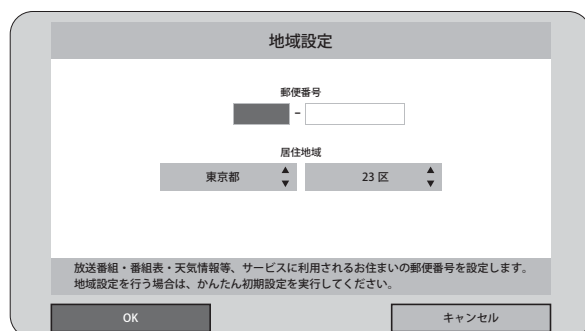 地域設定
郵便番号
-
居住地域
東京都 ▲▼ 23 区 ▲▼
放送番組・番組表・天気情報等、サービスに利用されるお住まいの郵便番号を設定します。
地域設定を行う場合は、かんたん初期設定を実行してください。
OK キャンセル